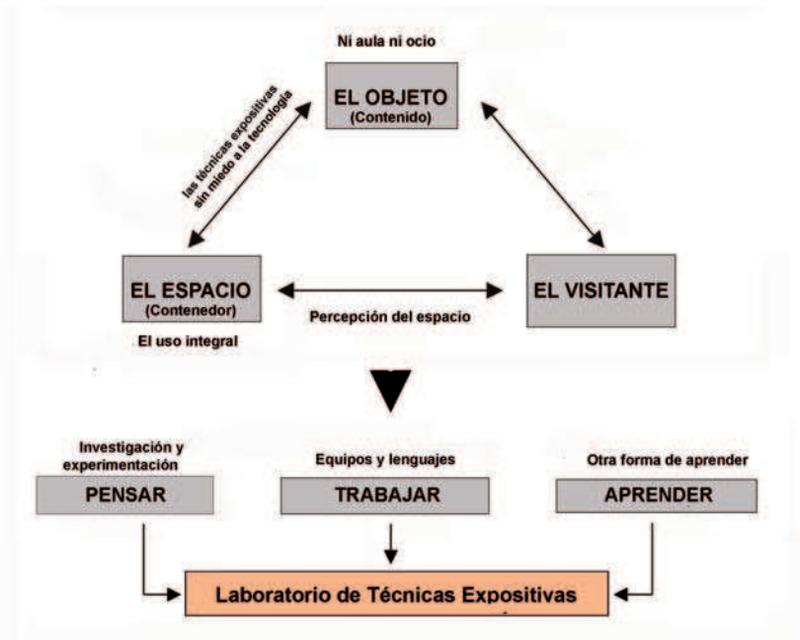 Ni aula ni ocio
EL OBJETO
(Contenido)
las técnicas expositivas
sin miedo a la tecnología
EL ESPACIO
(Contenedor)
El uso integral
Percepción del espacio
EL VISITANTE
Investigación y
experimentación
PENSAR
Equipos y lenguajes
TRABAJAR
Otra forma de aprender
APRENDER
Laboratorio de Técnicas Expositivas